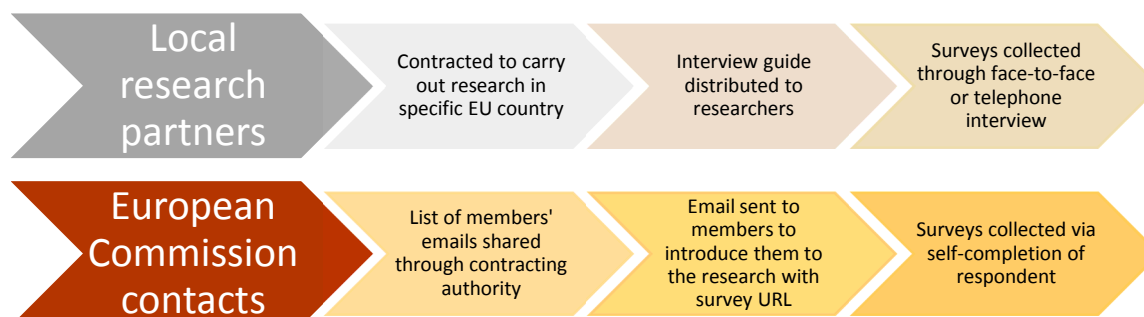 Local
research
partners
Contracted to carry
out research in
specific EU country
Interview guide
distributed to
researchers
Surveys collected
through face-to-face
or telephone
interview
European
Commission
contacts
List of members'
emails shared
through contracting
authority
Email sent to
members to
introduce them to
the research with
survey URL
Surveys collected via
self-completion of
respondent